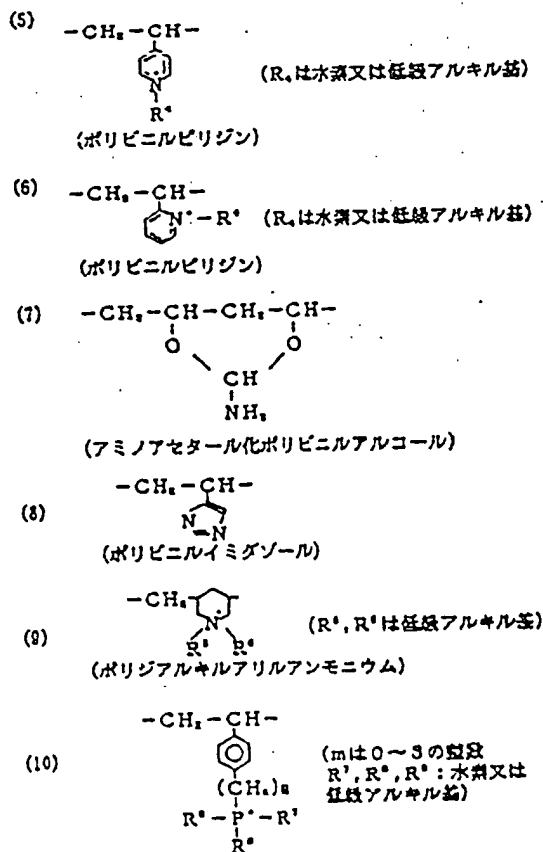 (5)
-CH₂-CH-
N⁺
R⁴
(R₄は水素又は低級アルキル基)
(ポリビニルピリジン)
(6)
-CH₂-CH-
N⁺-R⁴ (R₄は水素又は低級アルキル基)
(ポリビニルピリジン)
(7)
-CH₂-CH-CH₂-CH-
O O
CH
NH₂
(アミノアセタール化ポリビニルアルコール)
(8)
-CH₂-CH-
N N
(ポリビニルイミダゾール)
(9)
-CH₂
N⁺
R⁵ R⁶
(R⁵, R⁶は低級アルキル基)
(ポリジアルキルアリルアンモニウム)
(10)
-CH₂-CH-
(mは0~3の整数
R⁷, R⁸, R⁹:水素又は
低級アルキル基)
R⁸-P⁺-R⁷
R⁹